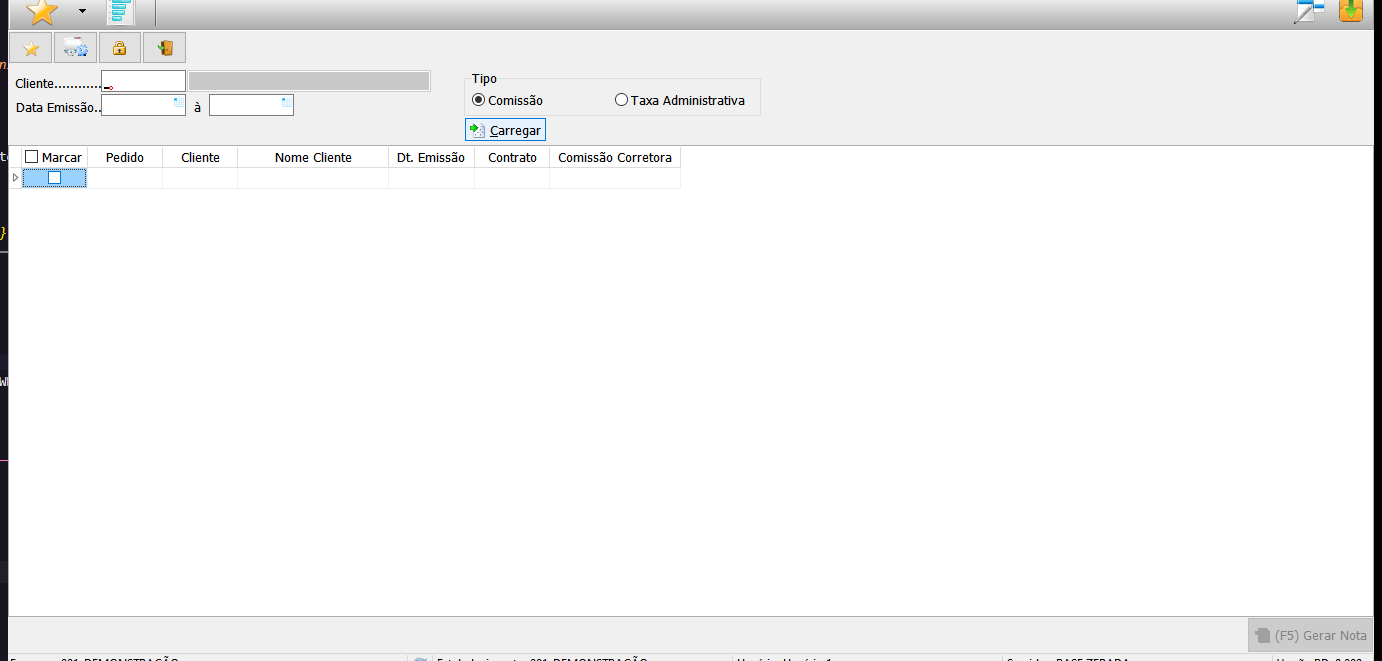 Cliente............
Tipo
Comissão Taxa Administrativa
Data Emissão.. à
Carregar
Marcar Pedido Cliente Nome Cliente Dt. Emissão Contrato Comissão Corretora
(F5) Gerar Nota